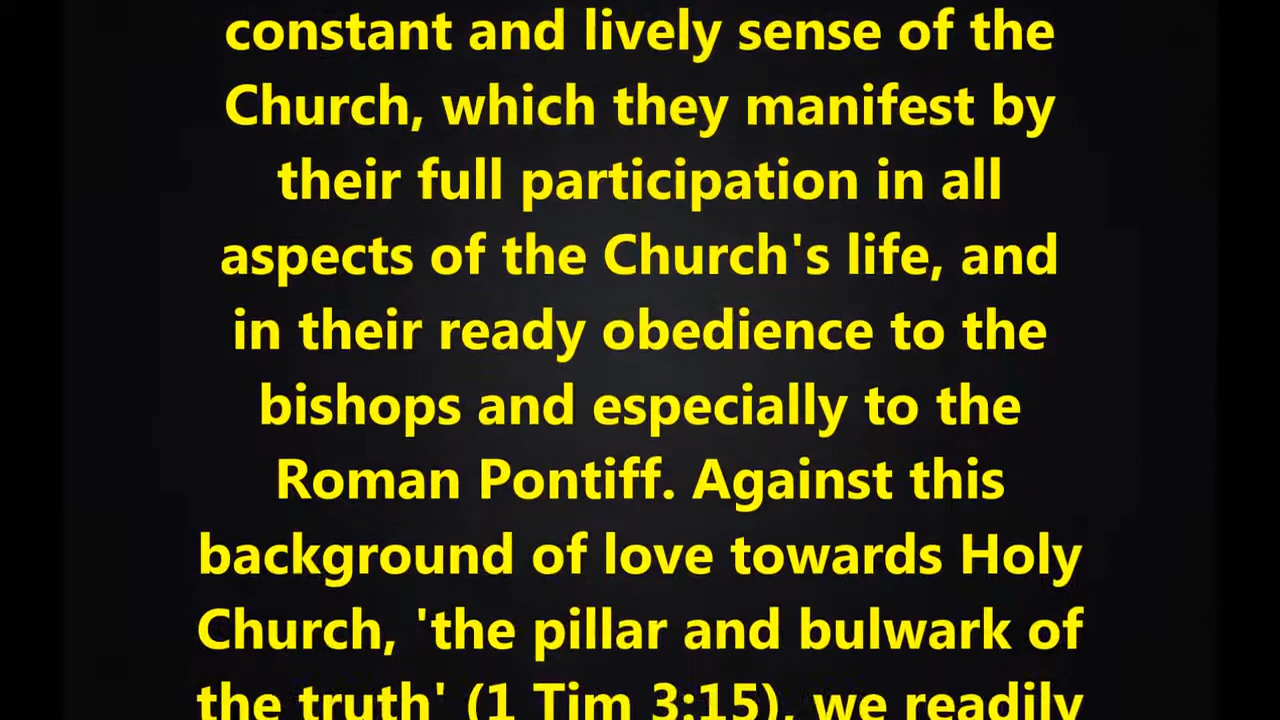 constant and lively sense of the
Church, which they manifest by
their full participation in all
aspects of the Church's life, and
in their ready obedience to the
bishops and especially to the
Roman Pontiff. Against this
background of love towards Holy
Church, 'the pillar and bulwark of
the truth' (1 Tim 3:15), we readily